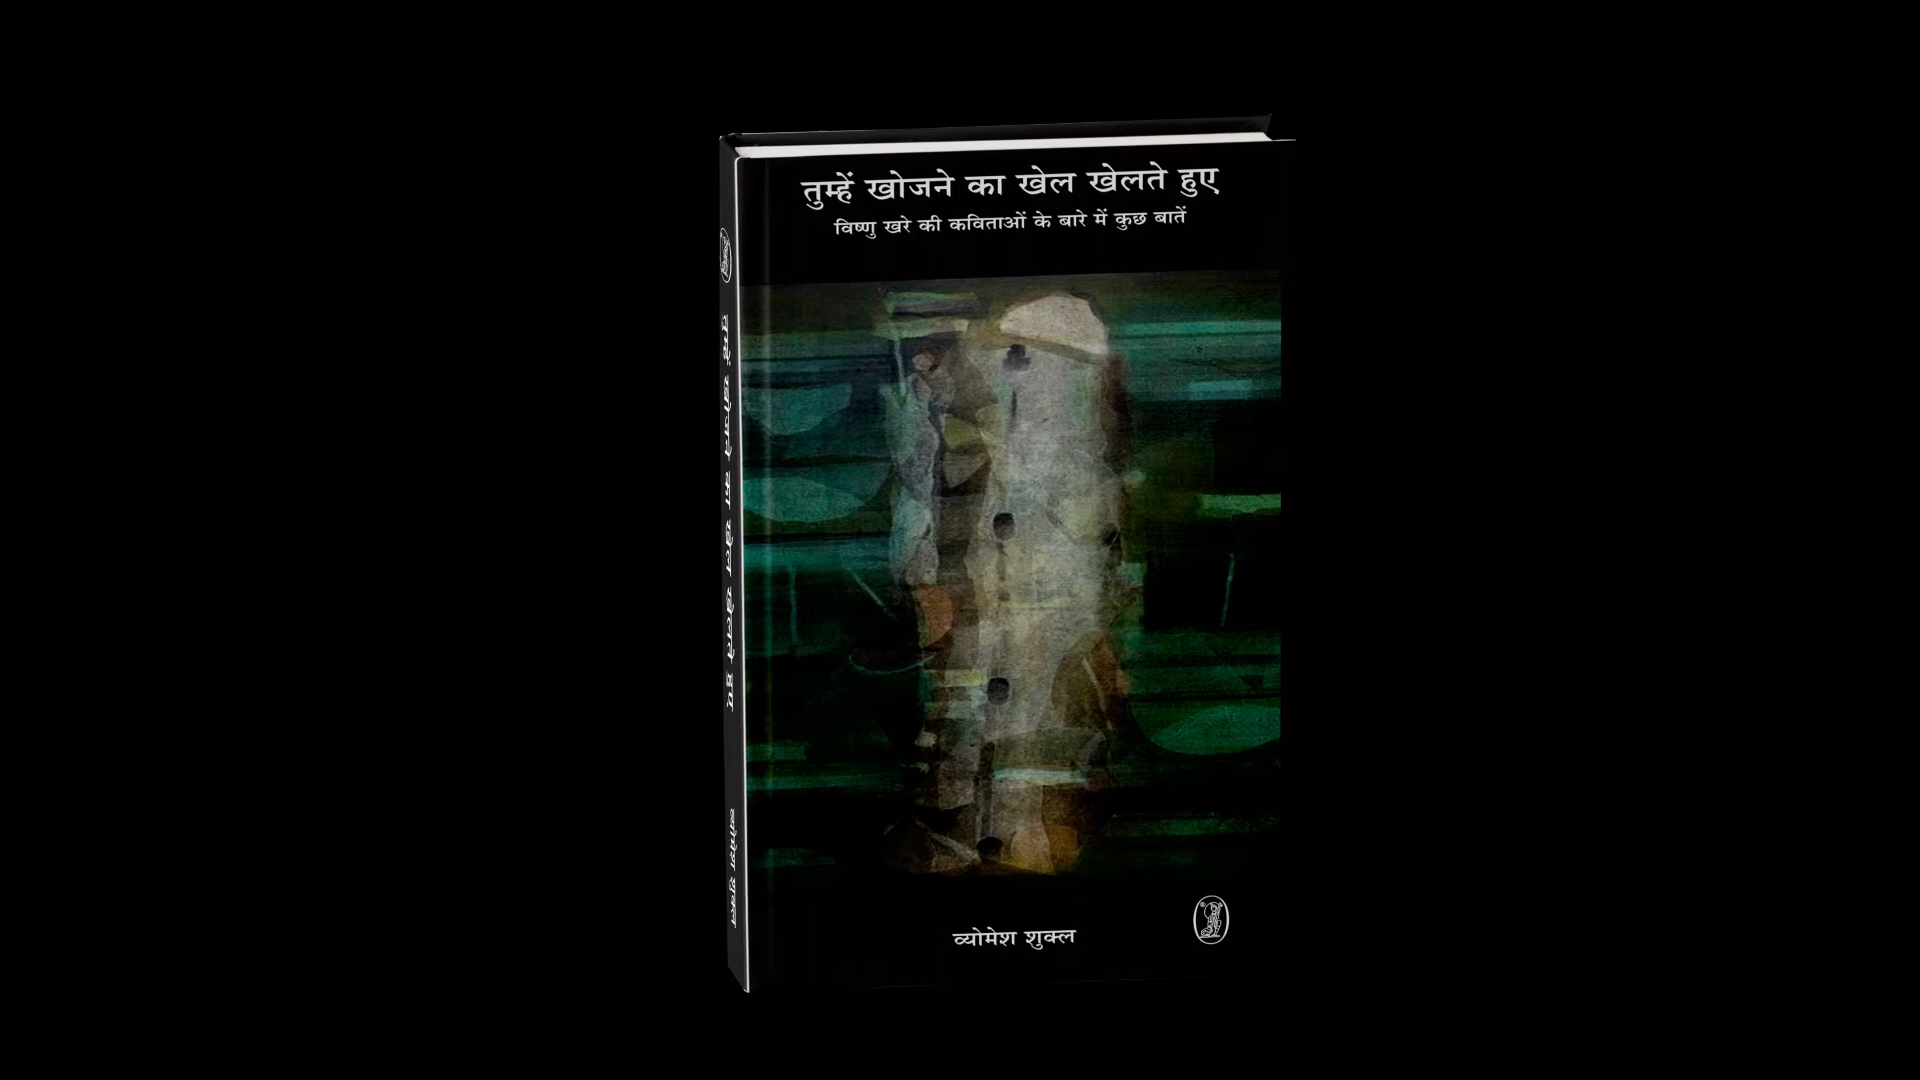 तुम्हें खोजने का खेल खेलते हुए
विष्णु खरे की कविताओं के बारे में कुछ बातें
व्योमेश शुक्ल
तुम्हें खोजने का खेल खेलते हुए
व्योमेश शुक्ल